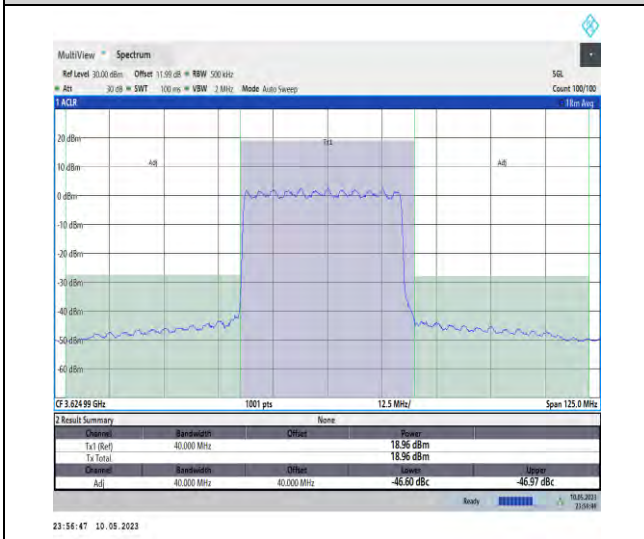 MultiView Spectrum
Ref Level 30.00 dBm Offset 11.99 dB RBW 500 kHz SGL
Att 30 dB SWT 100 ms VBW 2 MHz Mode Auto Sweep Count 100/100
1 ACLR 1Rm Avg
20 dBm
Tx1
Adj Adj
10 dBm
0 dBm
-10 dBm
-20 dBm
-30 dBm
-40 dBm
-50 dBm
-60 dBm
CF 3.624 99 GHz 1001 pts 12.5 MHz/ Span 125.0 MHz
2 Result Summary None
Channel Bandwidth Offset Power
Tx1 (Ref) 40.000 MHz 18.96 dBm
Tx Total 18.96 dBm
Channel Bandwidth Offset Lower Upper
Adj 40.000 MHz 40.000 MHz -46.60 dBc -46.97 dBc
Ready 10.05.2023
23:56:46
23:56:47 10.05.2023